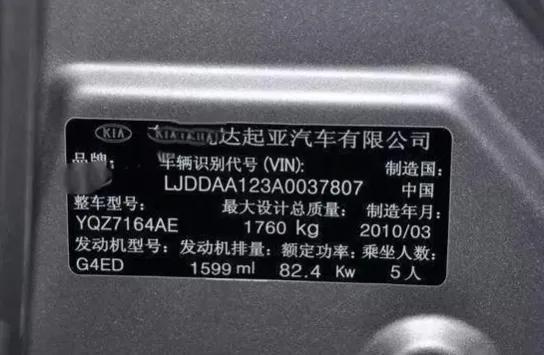 KIA 达起亚汽车有限公司
品牌: 车辆识别代号 (VIN): 制造国:
LJDDAA123A0037807 中国
整车型号: 最大设计总质量: 制造年月:
YQZ7164AE 1760 kg 2010/03
发动机型号: 发动机排量: 额定功率: 乘坐人数:
G4ED 1599 ml 82.4 Kw 5人